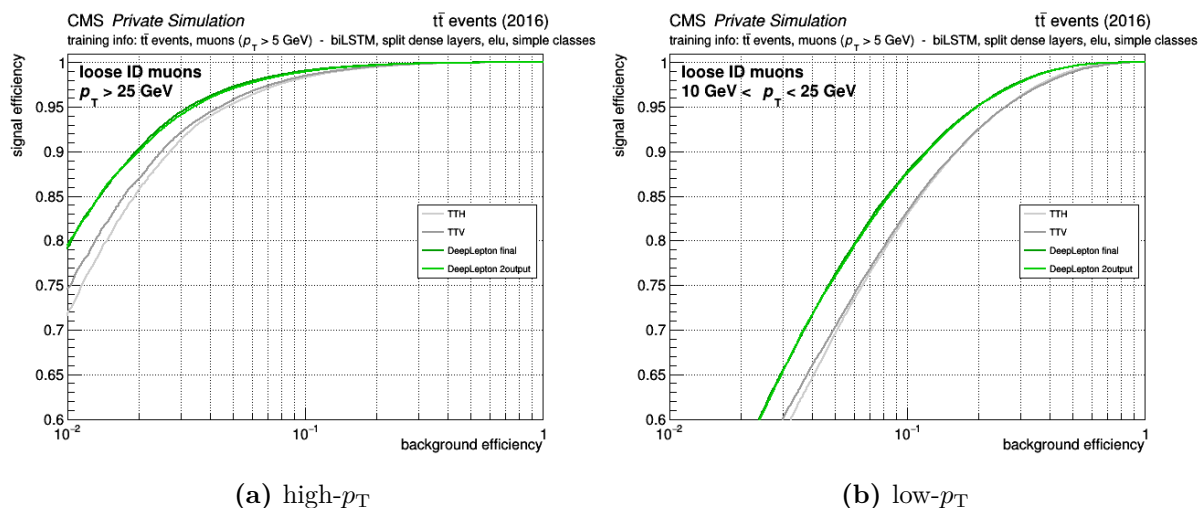 CMS Private Simulation tt̄ events (2016)
training info: tt̄ events, muons (pT > 5 GeV) - biLSTM, split dense layers, elu, simple classes
signal efficiency
1
0.95
0.9
0.85
0.8
0.75
0.7
0.65
0.6
loose ID muons
pT > 25 GeV
TTH
TTV
DeepLepton final
DeepLepton 2output
10⁻² 10⁻¹ 1
background efficiency
(a) high-pT
CMS Private Simulation tt̄ events (2016)
training info: tt̄ events, muons (pT > 5 GeV) - biLSTM, split dense layers, elu, simple classes
signal efficiency
1
0.95
0.9
0.85
0.8
0.75
0.7
0.65
0.6
loose ID muons
10 GeV < pT < 25 GeV
TTH
TTV
DeepLepton final
DeepLepton 2output
10⁻² 10⁻¹ 1
background efficiency
(b) low-pT